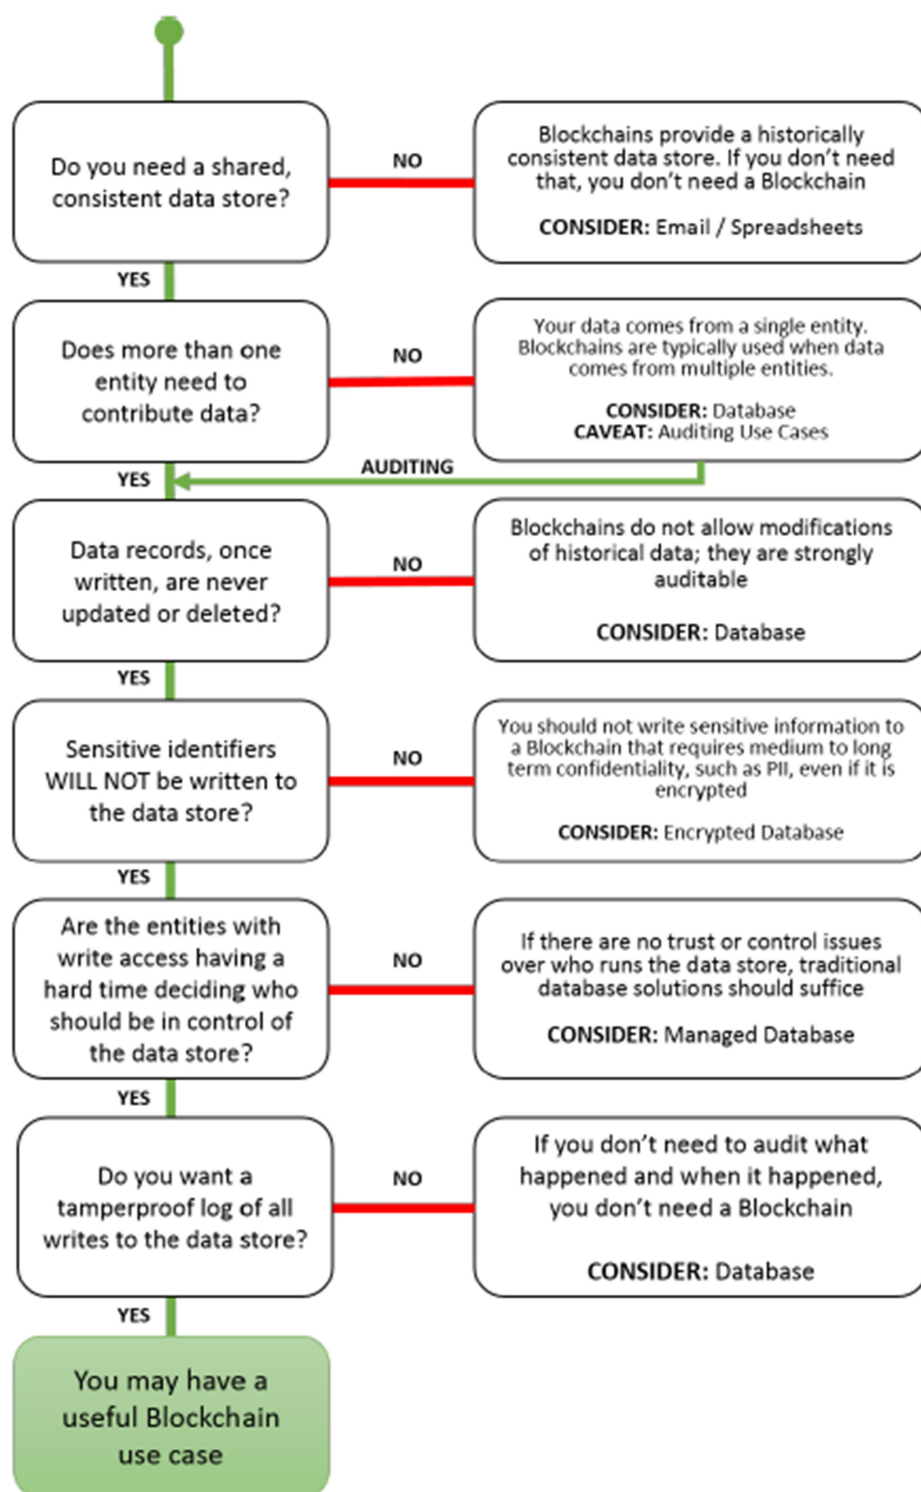 Do you need a shared,
consistent data store?
NO
Blockchains provide a historically
consistent data store. If you don't need
that, you don't need a Blockchain
CONSIDER: Email / Spreadsheets
YES
Does more than one
entity need to
contribute data?
NO
Your data comes from a single entity.
Blockchains are typically used when data
comes from multiple entities.
CONSIDER: Database
CAVEAT: Auditing Use Cases
YES
AUDITING
Data records, once
written, are never
updated or deleted?
NO
Blockchains do not allow modifications
of historical data; they are strongly
auditable
CONSIDER: Database
YES
Sensitive identifiers
WILL NOT be written to
the data store?
NO
You should not write sensitive information to
a Blockchain that requires medium to long
term confidentiality, such as PII, even if it is
encrypted
CONSIDER: Encrypted Database
YES
Are the entities with
write access having a
hard time deciding who
should be in control of
the data store?
NO
If there are no trust or control issues
over who runs the data store, traditional
database solutions should suffice
CONSIDER: Managed Database
YES
Do you want a
tamperproof log of all
writes to the data store?
NO
If you don't need to audit what
happened and when it happened,
you don't need a Blockchain
CONSIDER: Database
YES
You may have a
useful Blockchain
use case